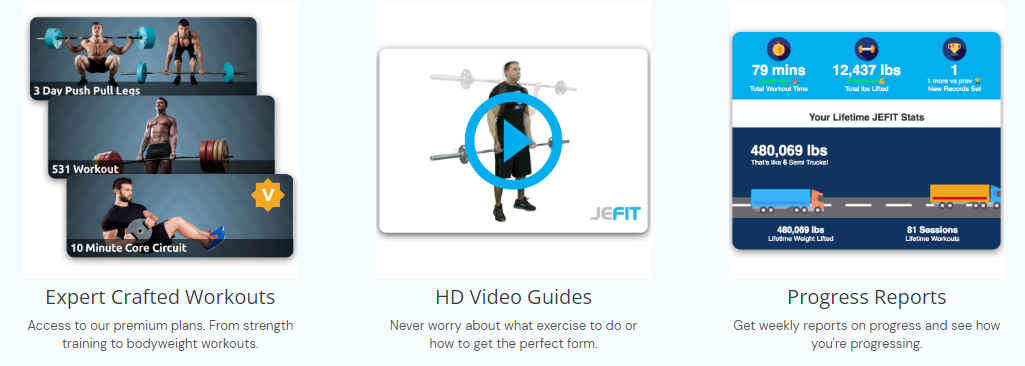 3 Day Push Pull Legs
531 Workout
V
10 Minute Core Circuit
Expert Crafted Workouts
Access to our premium plans. From strength
training to bodyweight workouts.
JEFIT
HD Video Guides
Never worry about what exercise to do or
how to get the perfect form.
79 mins
Total Workout Time
12,437 lbs
Total lbs Lifted
1
1 more vs prev
New Records Set
Your Lifetime JEFIT Stats
480,069 lbs
That's like 6 Semi Trucks!
480,069 lbs
Lifetime Weight Lifted
81 Sessions
Lifetime Workouts
Progress Reports
Get weekly reports on progress and see how
you're progressing.